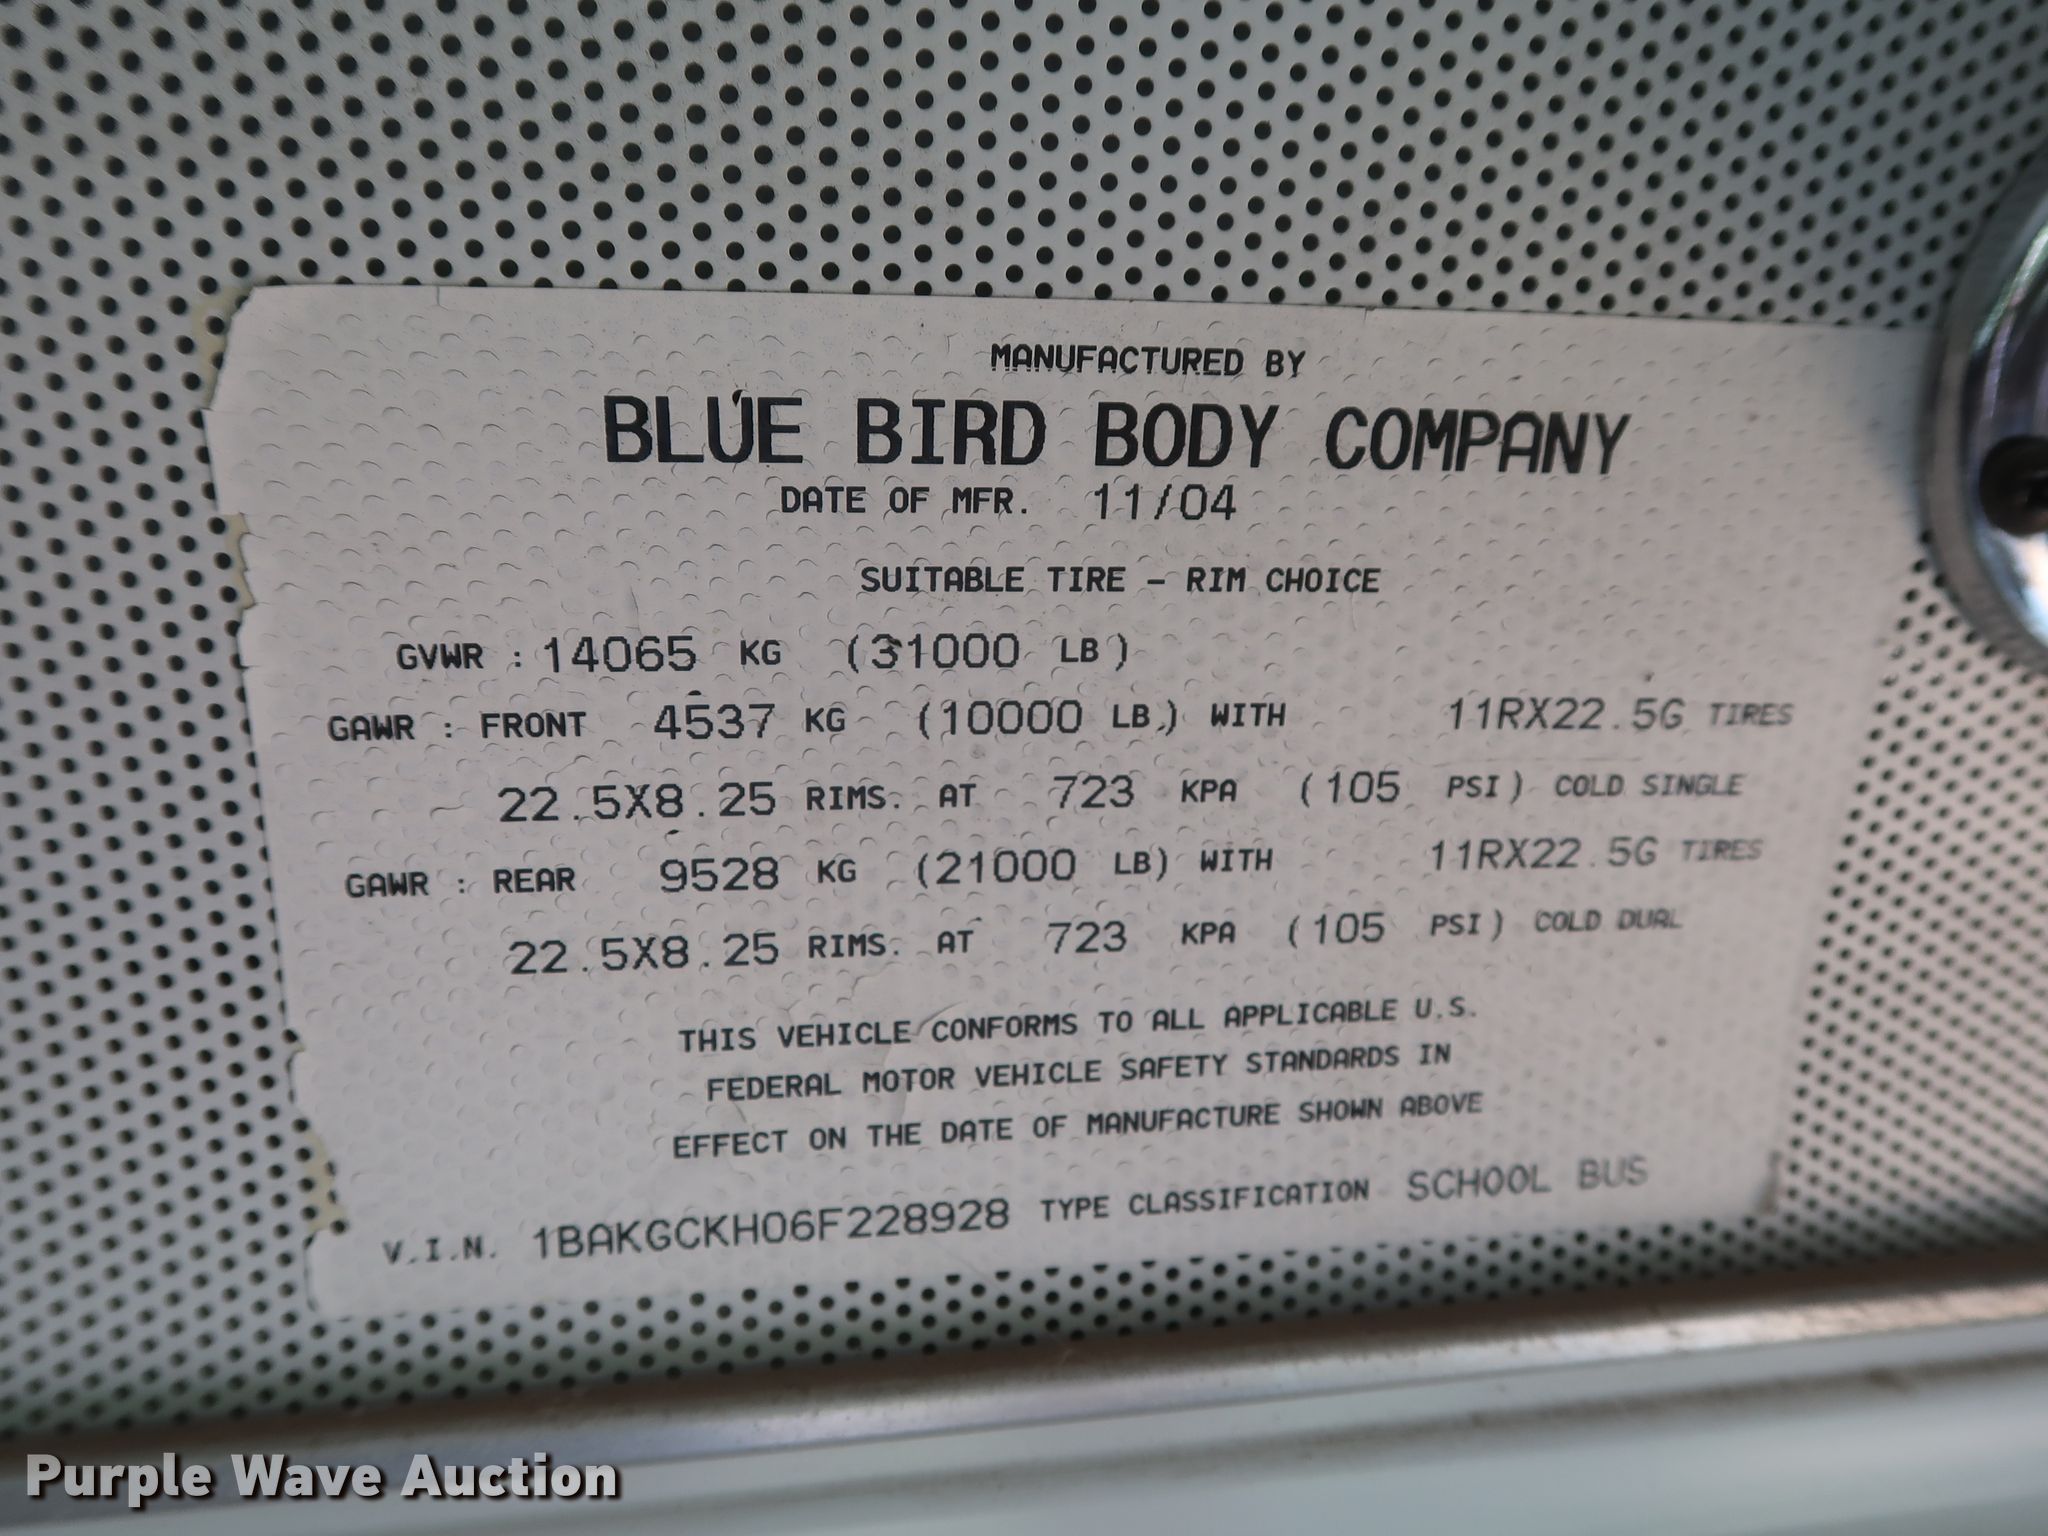 MANUFACTURED BY
BLUE BIRD BODY COMPANY
DATE OF MFR. 11/04
SUITABLE TIRE - RIM CHOICE
GVWR : 14065 KG (31000 LB)
GAWR : FRONT 4537 KG (10000 LB) WITH 11RX22.5G TIRES
22.5X8.25 RIMS. AT 723 KPA (105 PSI) COLD SINGLE
GAWR : REAR 9528 KG (21000 LB) WITH 11RX22.5G TIRES
22.5X8.25 RIMS. AT 723 KPA (105 PSI) COLD DUAL
THIS VEHICLE CONFORMS TO ALL APPLICABLE U.S.
FEDERAL MOTOR VEHICLE SAFETY STANDARDS IN
EFFECT ON THE DATE OF MANUFACTURE SHOWN ABOVE
V.I.N. 1BAKGCKH06F228928 TYPE CLASSIFICATION SCHOOL BUS
Purple Wave Auction